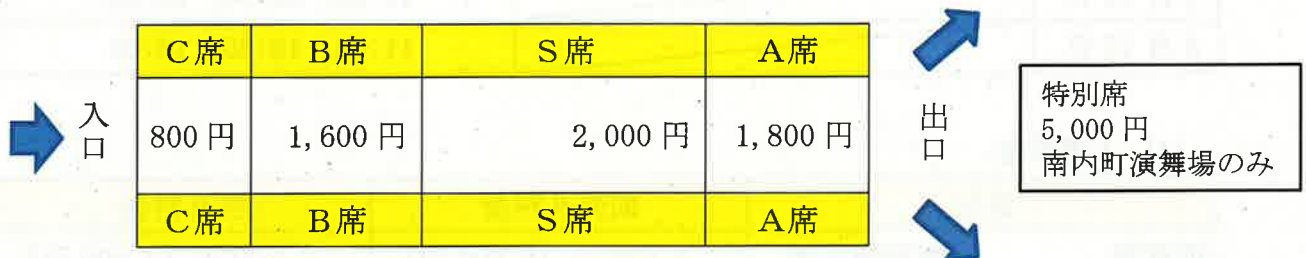 C席 B席 S席 A席
入口
800円 1,600円 2,000円 1,800円
出口
C席 B席 S席 A席
特別席
5,000円
南内町演舞場のみ